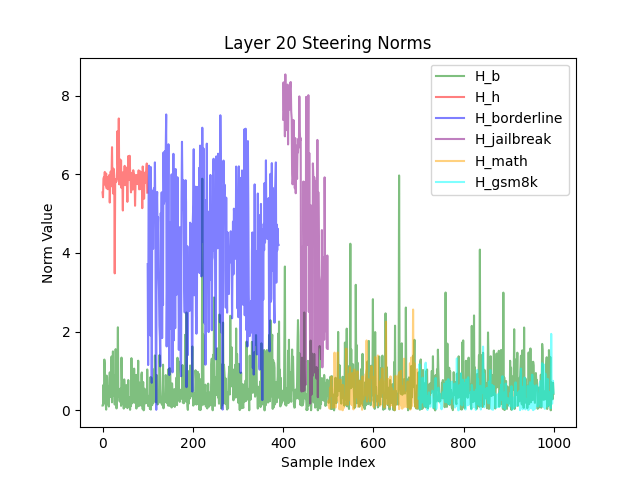 Layer 20 Steering Norms
H_b
H_h
H_borderline
H_jailbreak
H_math
H_gsm8k
Norm Value
8
6
4
2
0
0
200
400
600
800
1000
Sample Index